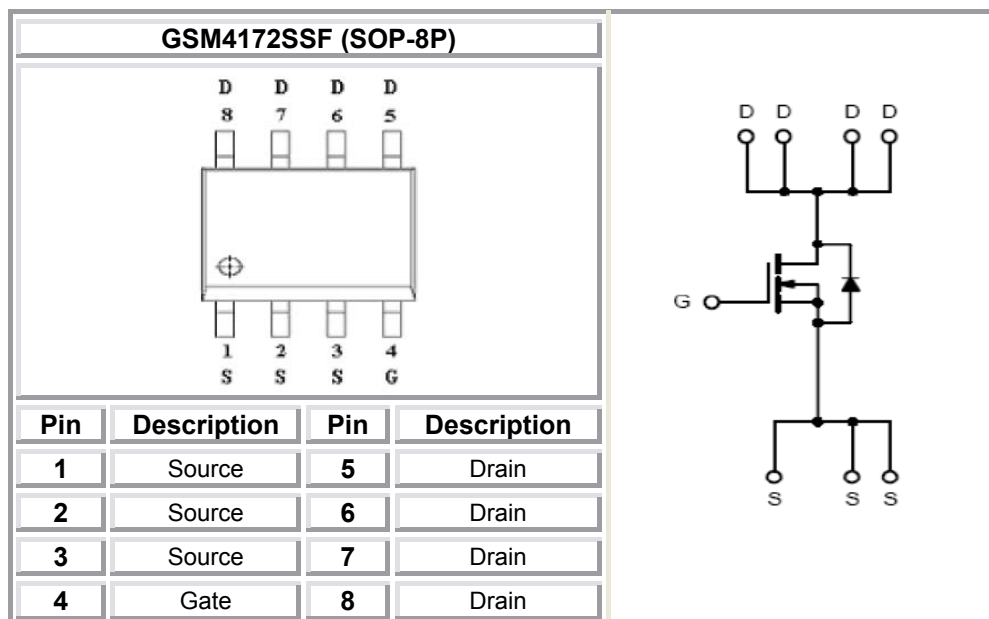 GSM4172SSF (SOP-8P)
D D D D
8 7 6 5
1 2 3 4
S S S G
Pin Description Pin Description
1 Source 5 Drain
2 Source 6 Drain
3 Source 7 Drain
4 Gate 8 Drain
D D D D
G
S S S